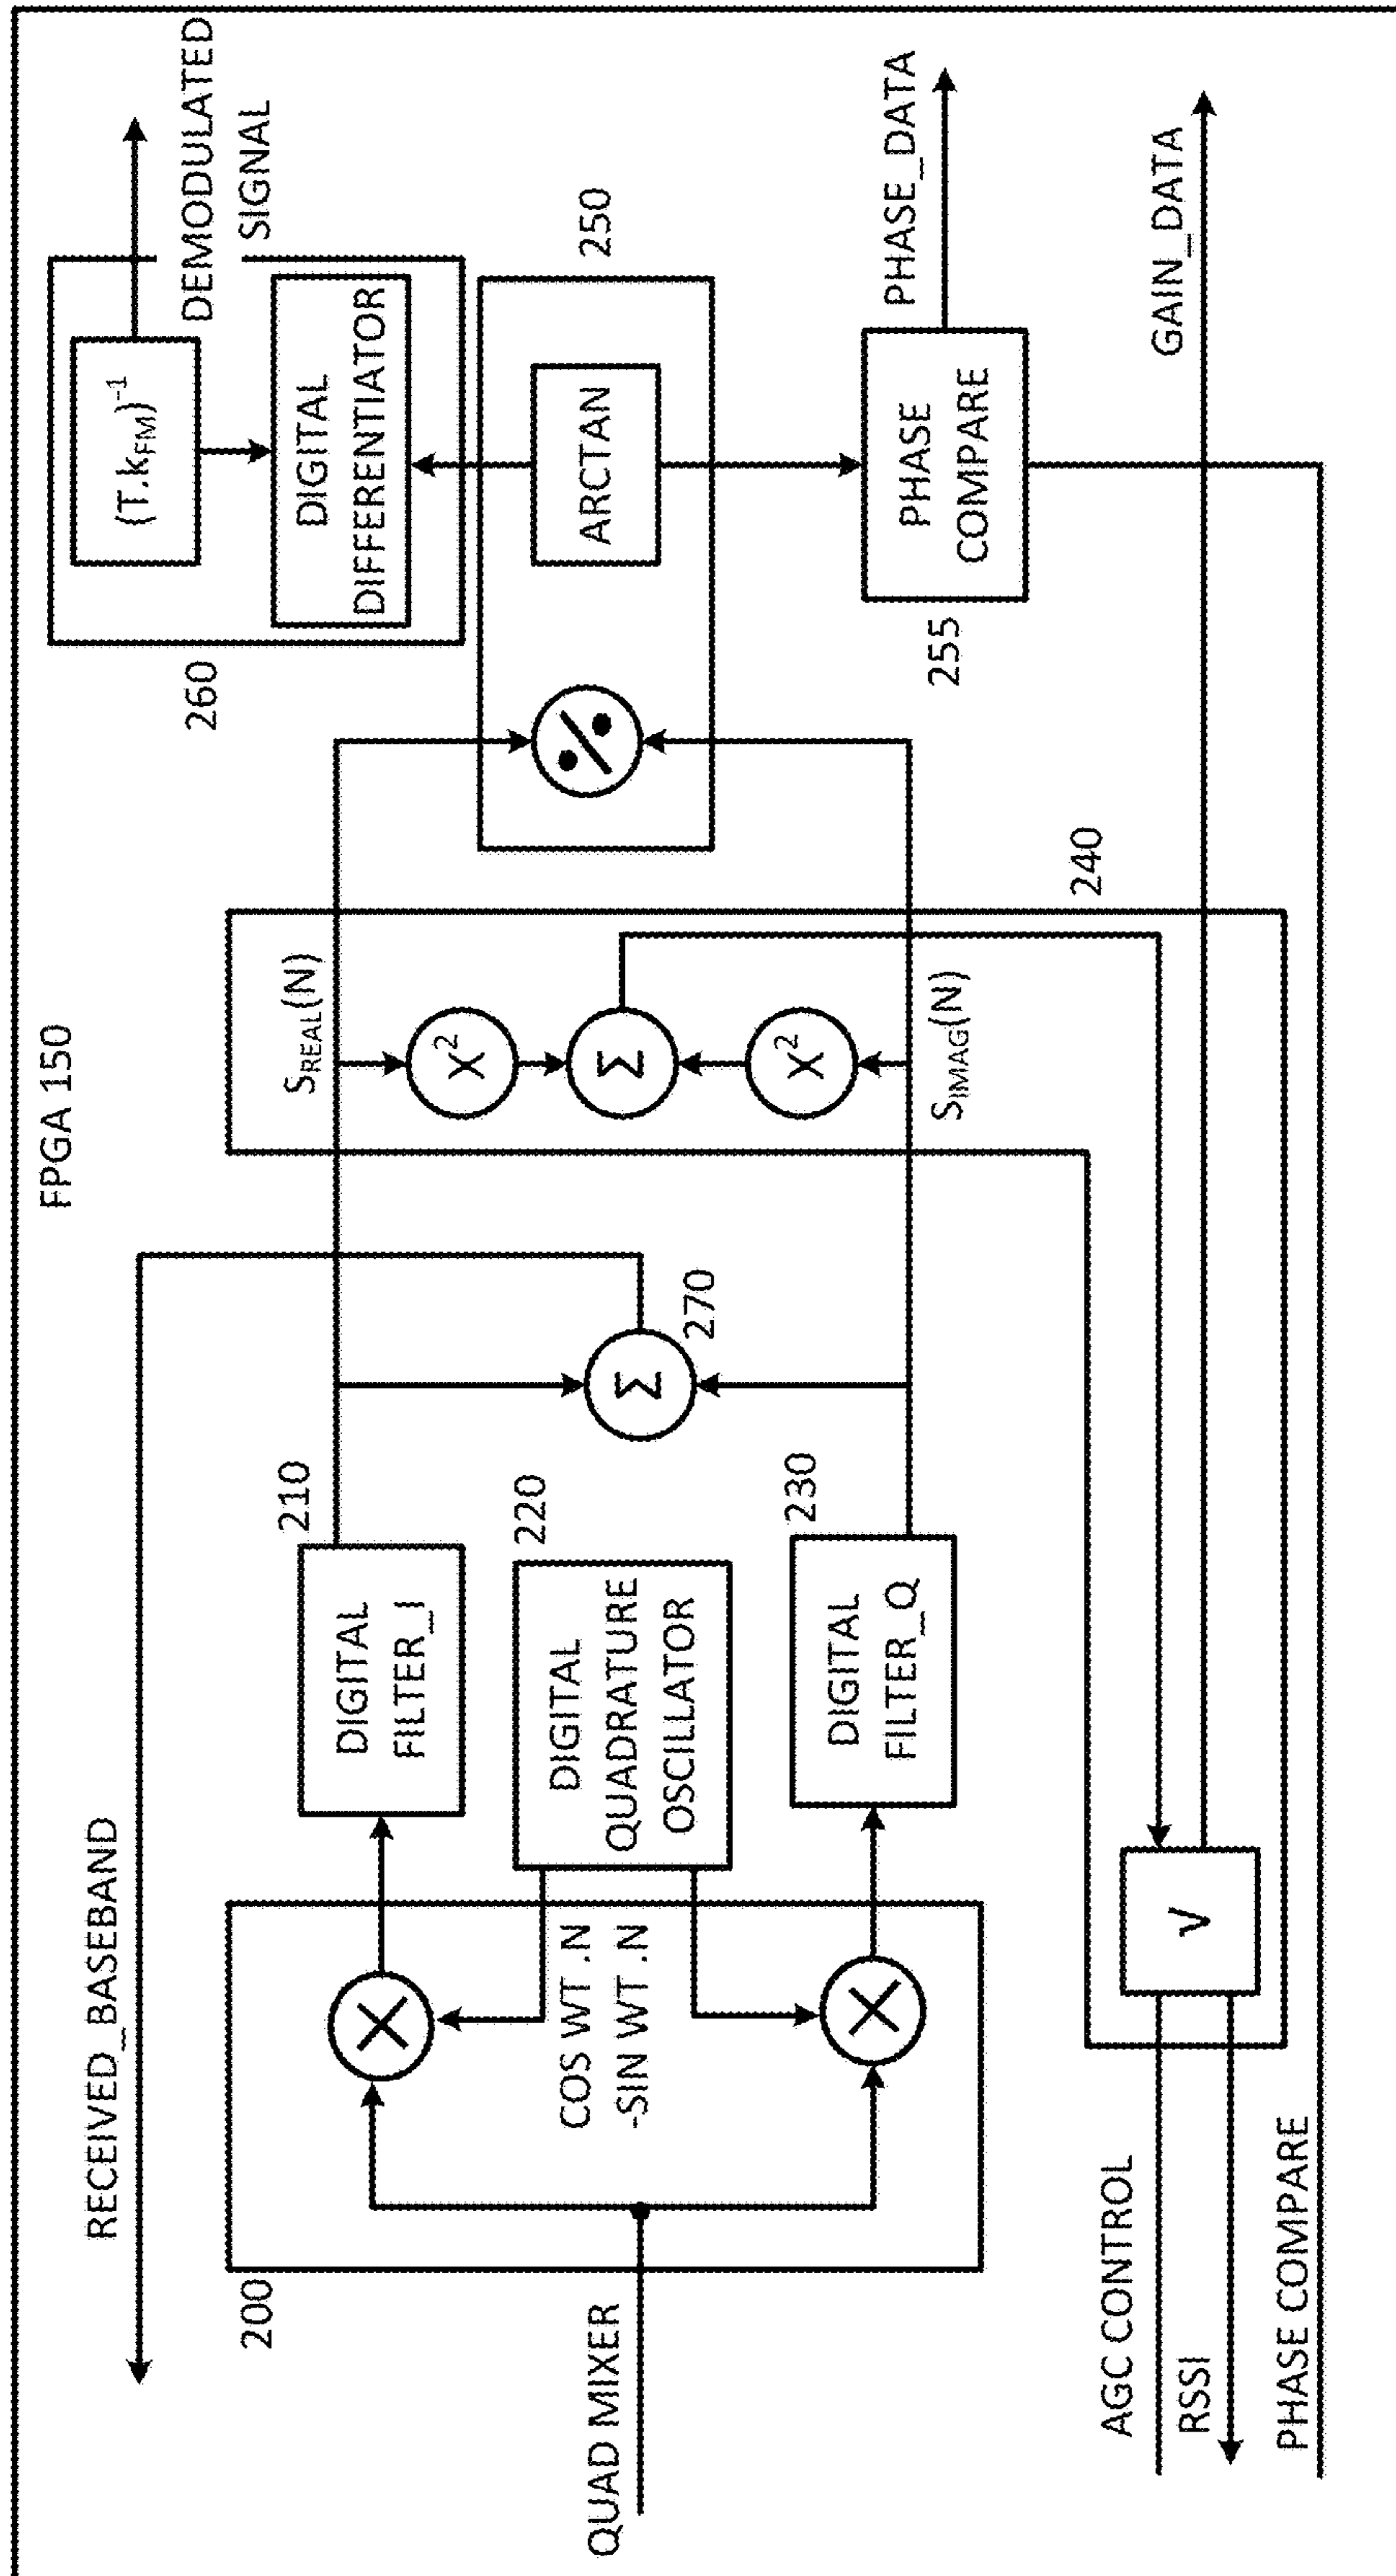 FPGA 150
RECEIVED_BASEBAND
200
QUAD MIXER
COS WT .N
-SIN WT .N
210
DIGITAL
FILTER_I
220
DIGITAL
QUADRATURE
OSCILLATOR
230
DIGITAL
FILTER_Q
Σ
270
S_REAL(N)
X²
Σ
X²
S_IMAG(N)
240
260
(T.k_FM)⁻¹
DIGITAL
DIFFERENTIATOR
DEMODULATED
SIGNAL
250
ARCTAN
255
PHASE
COMPARE
PHASE_DATA
GAIN_DATA
√
AGC CONTROL
RSSI
PHASE COMPARE